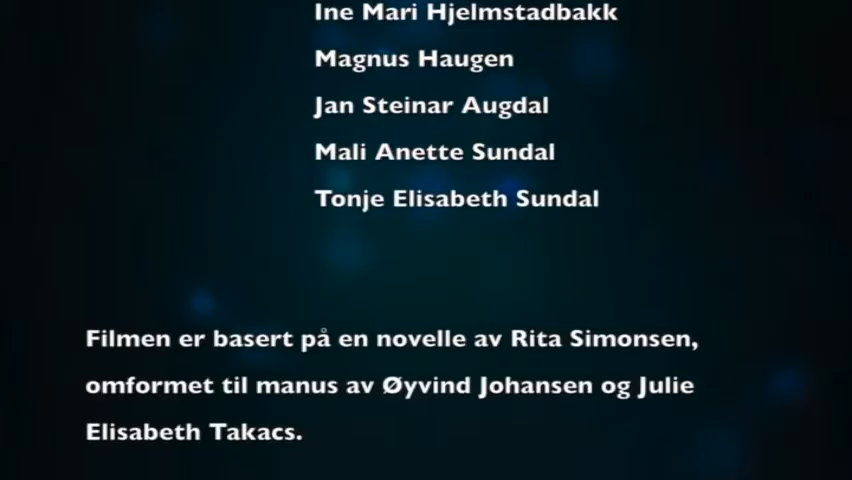 Ine Mari Hjelmstadbakk
Magnus Haugen
Jan Steinar Augdal
Mali Anette Sundal
Tonje Elisabeth Sundal
Filmen er basert på en novelle av Rita Simonsen,
omformet til manus av Øyvind Johansen og Julie
Elisabeth Takacs.